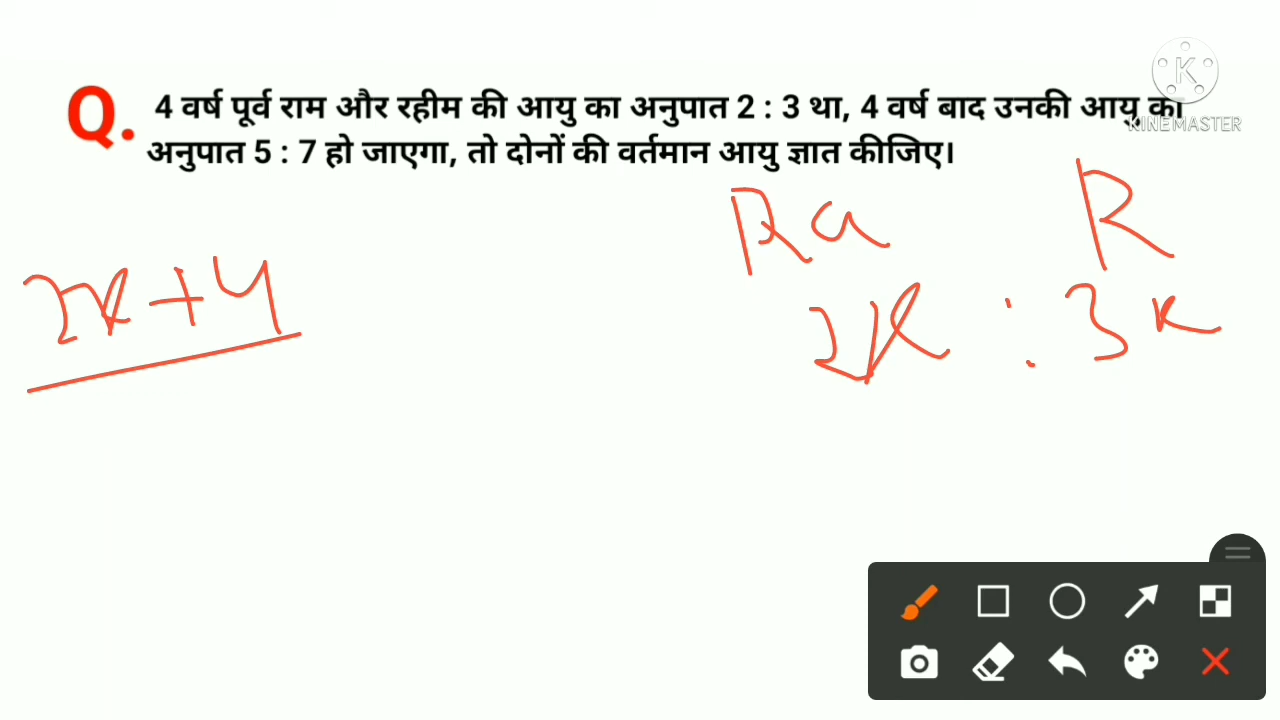 Q. 4 वर्ष पूर्व राम और रहीम की आयु का अनुपात 2 : 3 था, 4 वर्ष बाद उनकी आयु का
अनुपात 5 : 7 हो जाएगा, तो दोनों की वर्तमान आयु ज्ञात कीजिए।
K
KINEMASTER
Ra R
2x : 3x
2x+4